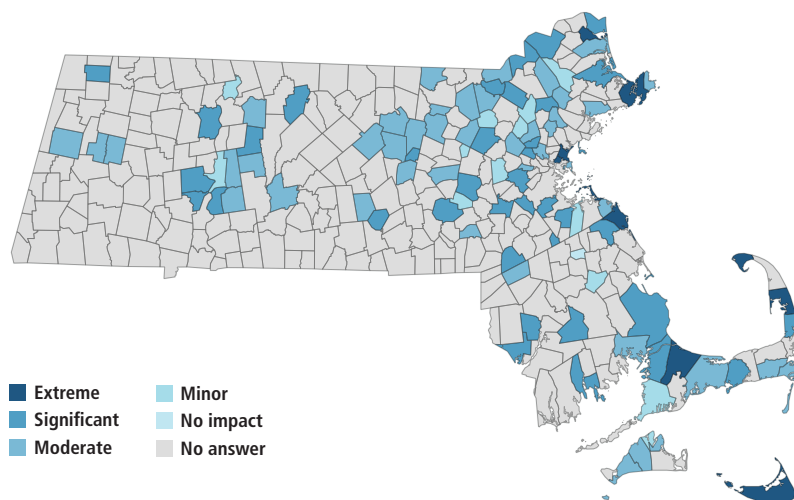 Extreme
Significant
Moderate
Minor
No impact
No answer